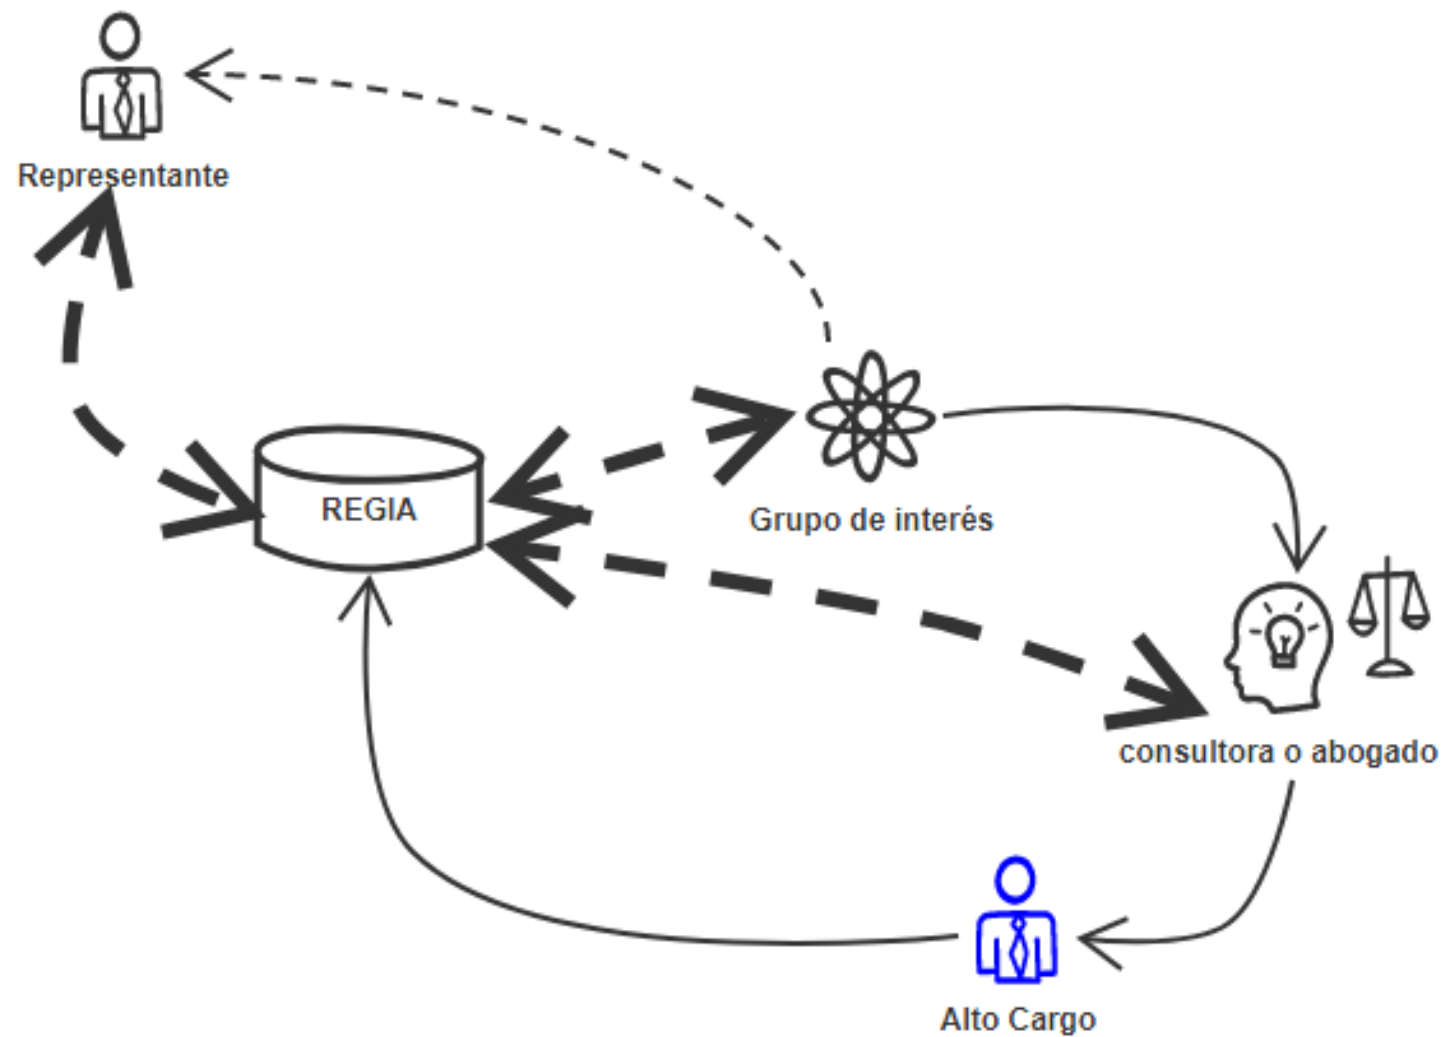 Representante
REGIA
Grupo de interés
consultora o abogado
Alto Cargo